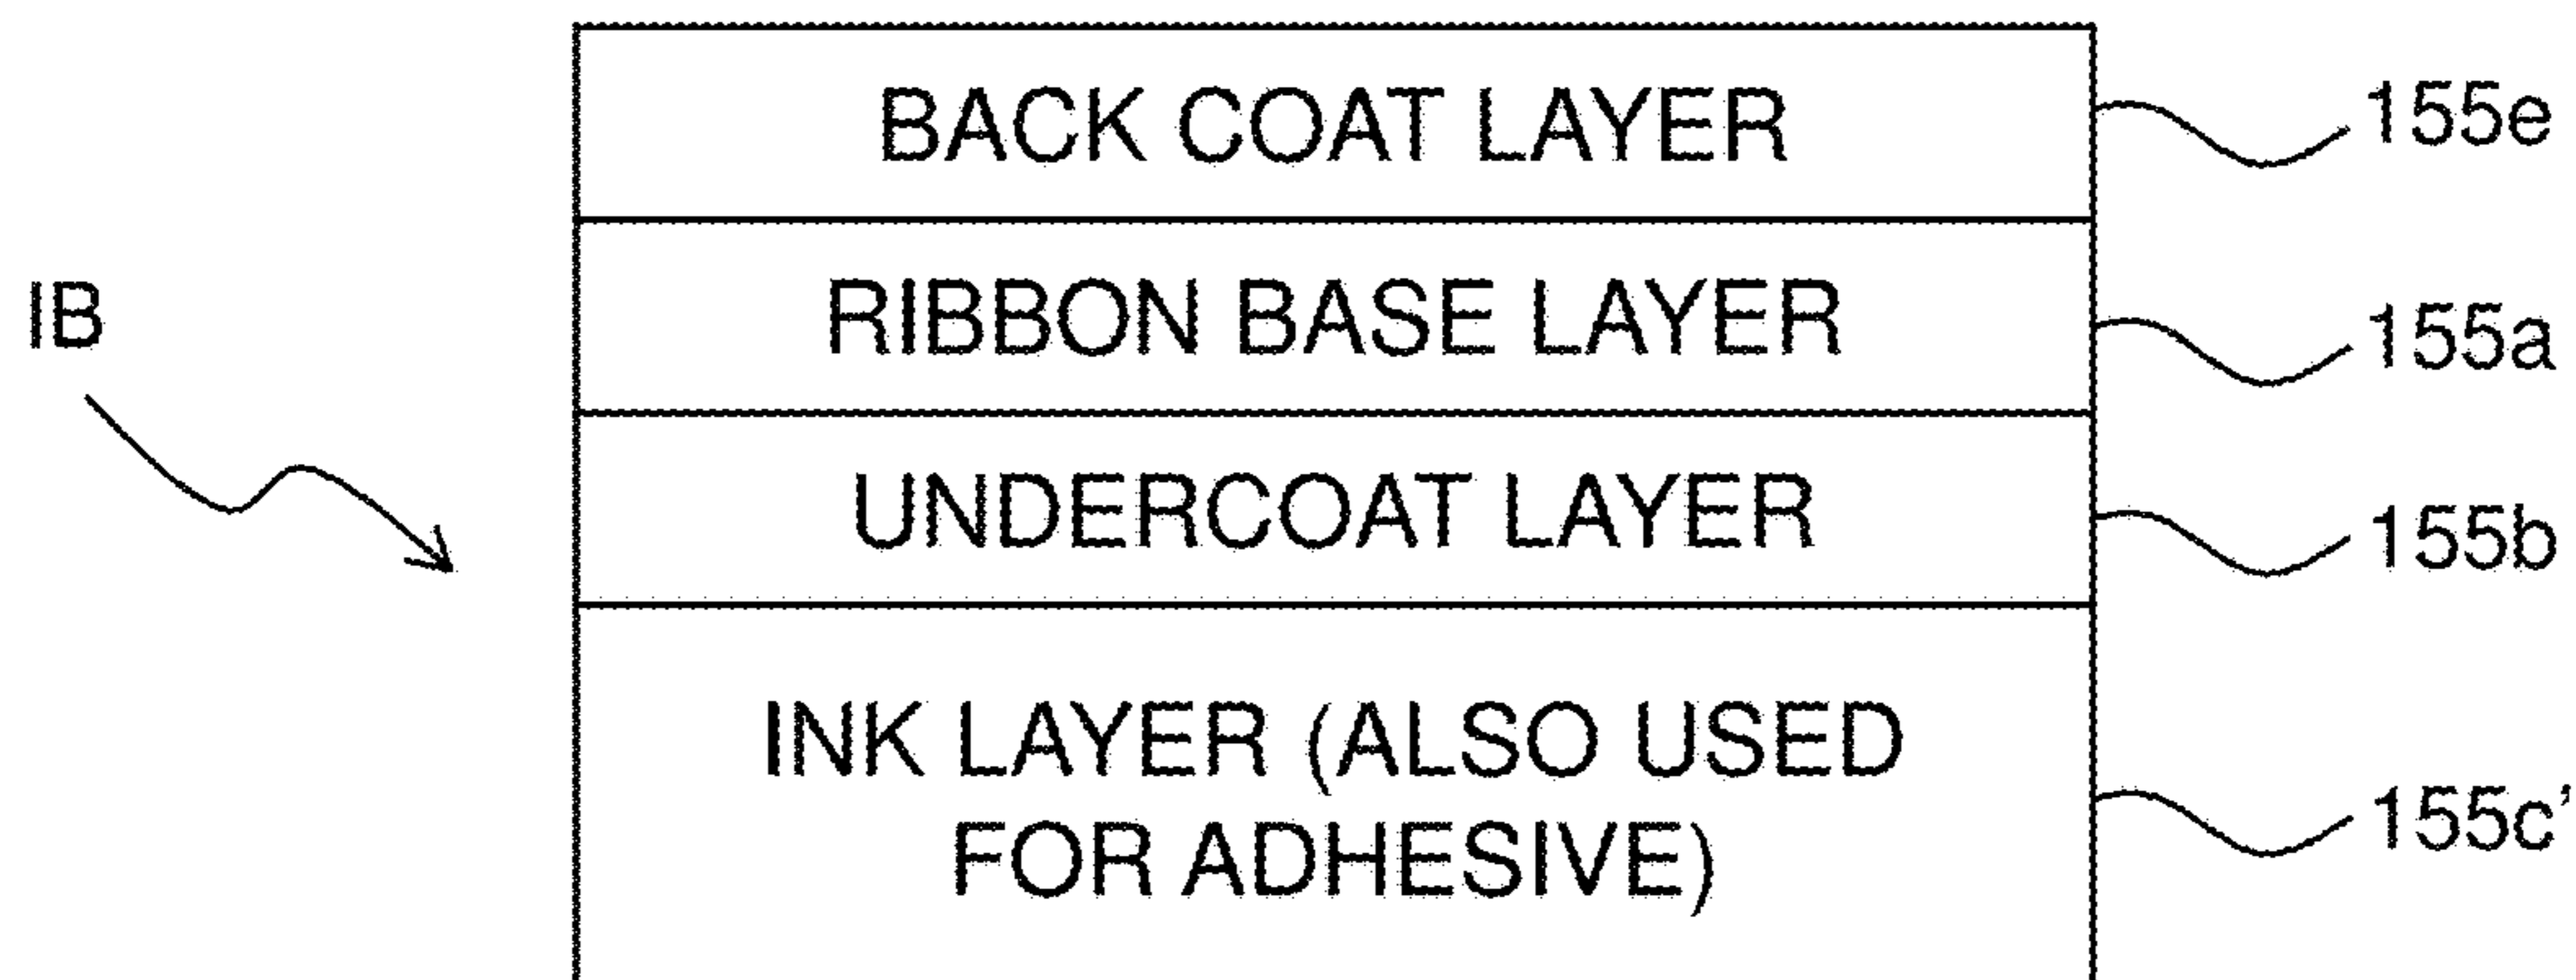 BACK COAT LAYER
155e
IB
RIBBON BASE LAYER
155a
UNDERCOAT LAYER
155b
INK LAYER (ALSO USED
FOR ADHESIVE)
155c’